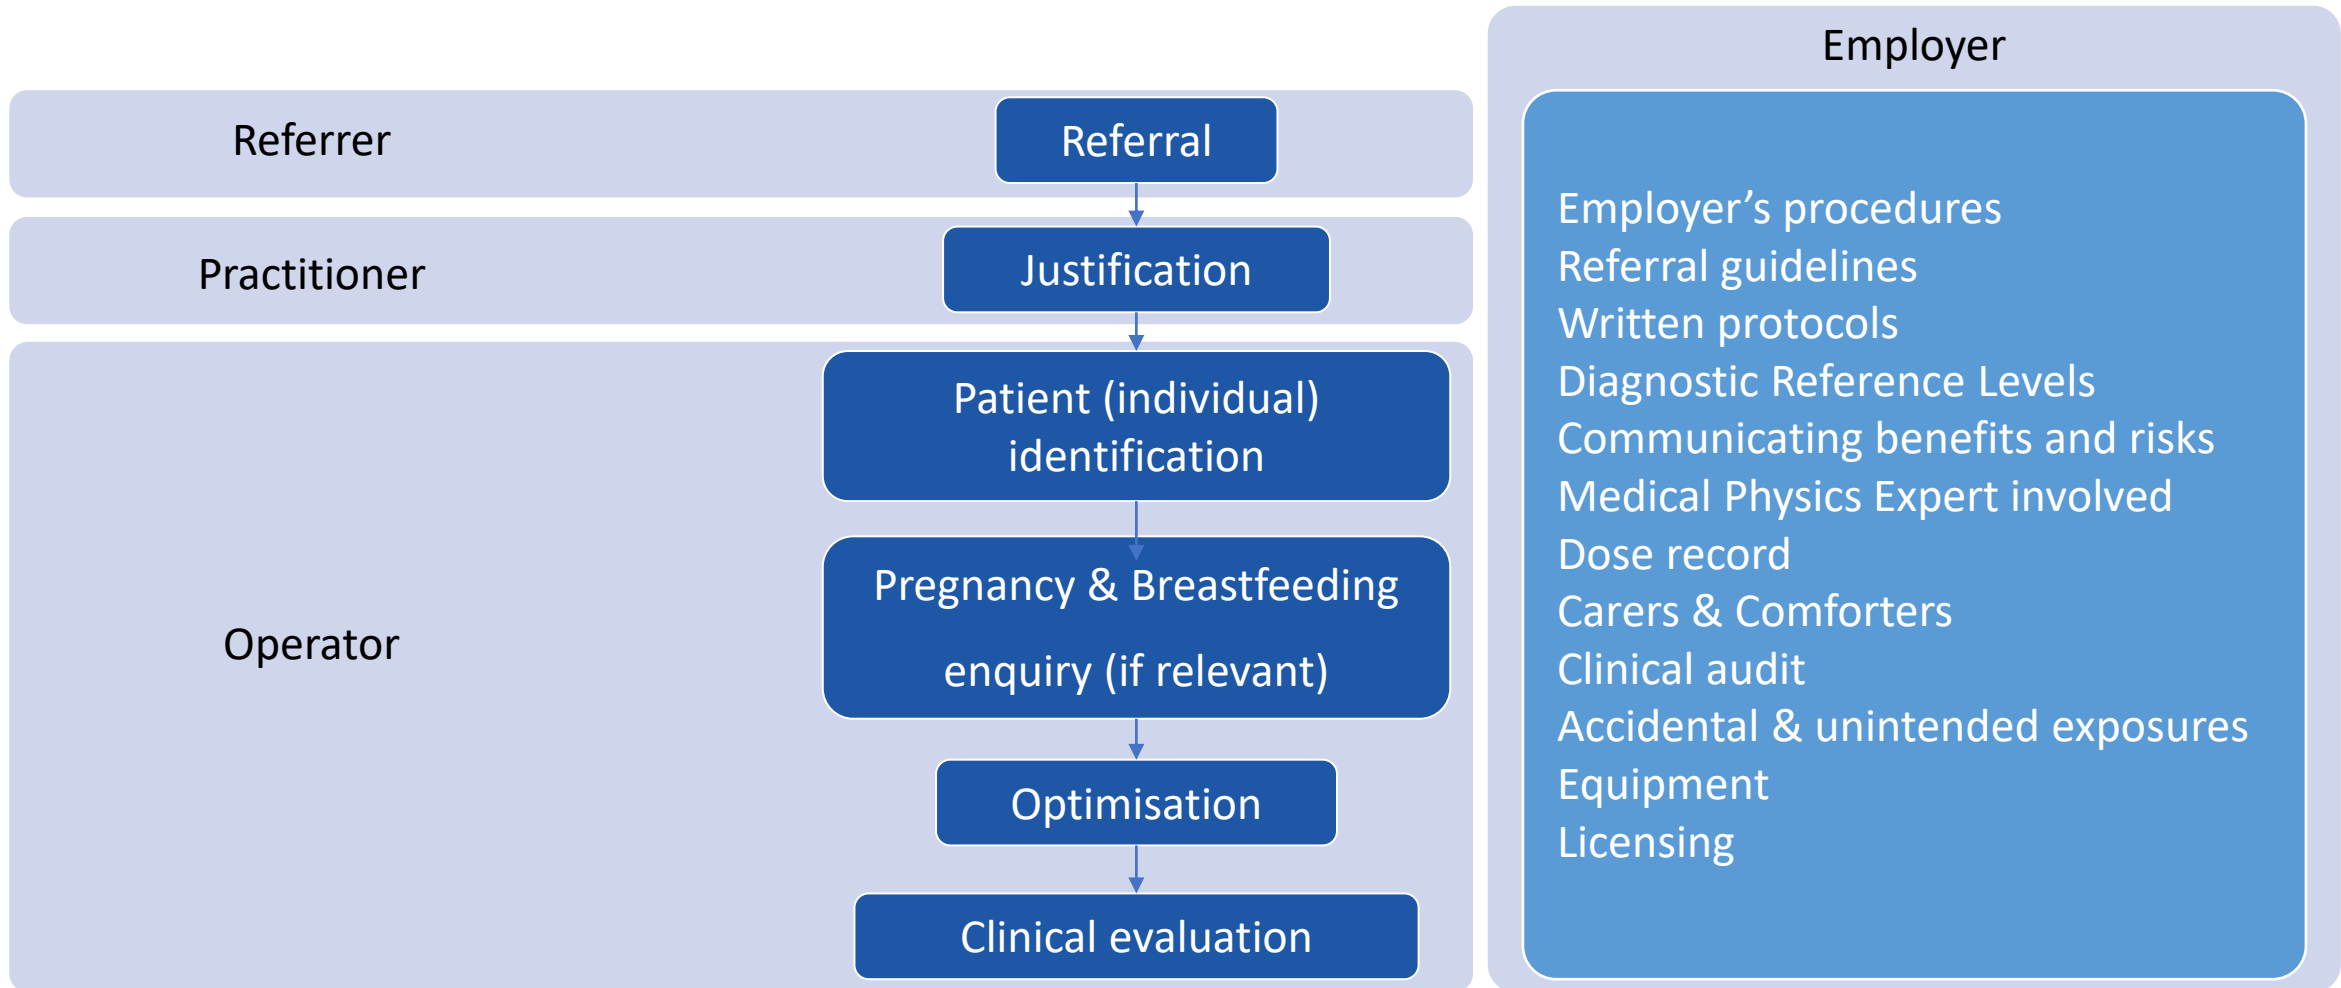 Employer
Referrer
Referral
Practitioner
Justification
Operator
Patient (individual)
identification
Pregnancy & Breastfeeding
enquiry (if relevant)
Optimisation
Clinical evaluation
Employer’s procedures
Referral guidelines
Written protocols
Diagnostic Reference Levels
Communicating benefits and risks
Medical Physics Expert involved
Dose record
Carers & Comforters
Clinical audit
Accidental & unintended exposures
Equipment
Licensing